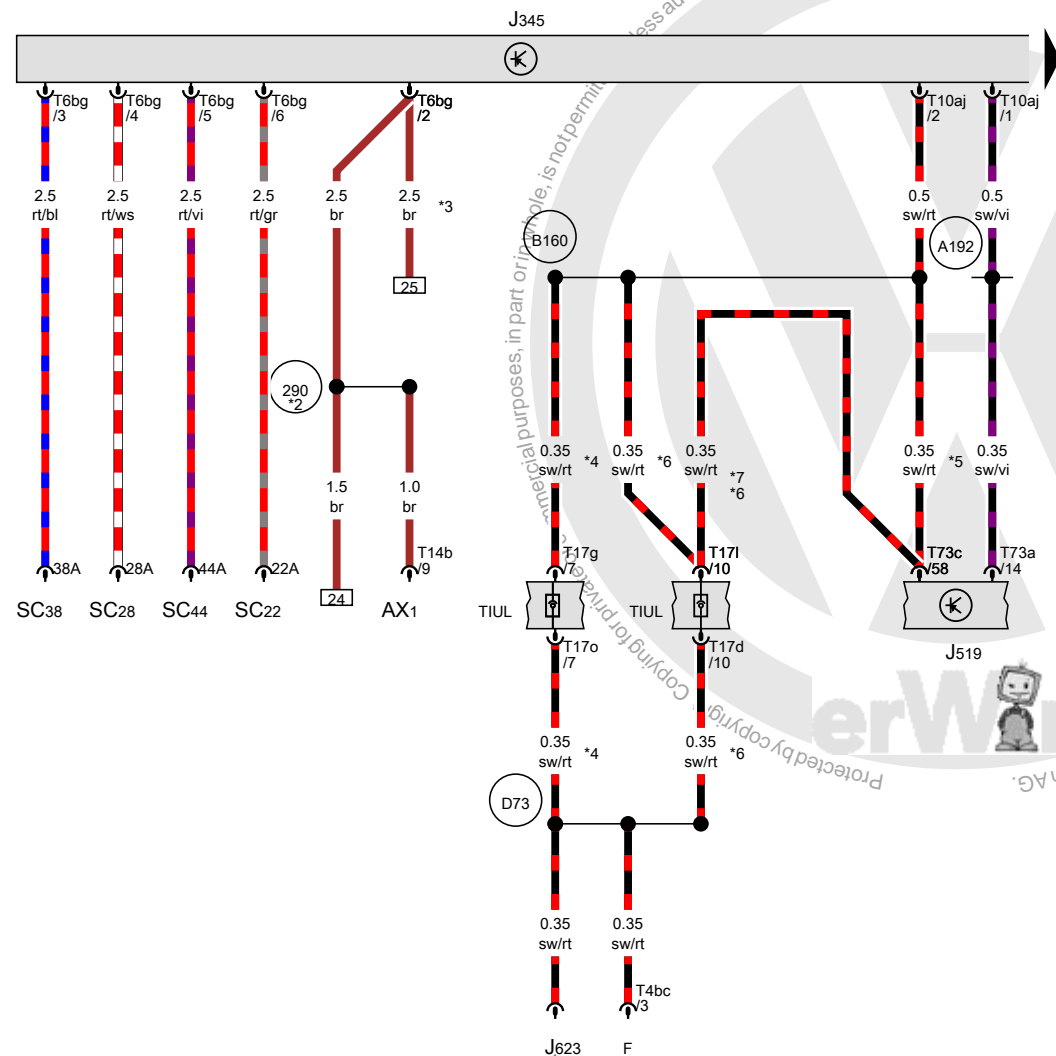 J345
T6bg
/3
T6bg
/4
T6bg
/5
T6bg
/6
T6bg
/2
T10aj
/2
T10aj
/1
2.5
rt/bl
2.5
rt/ws
2.5
rt/vi
2.5
rt/gr
2.5
br
2.5
br
*3
0.5
sw/rt
0.5
sw/vi
B160
A192
25
290
*2
0.35
sw/rt
*4
0.35
sw/rt
*6
0.35
sw/rt
*7
*6
0.35
sw/rt
*5
0.35
sw/vi
1.5
br
1.0
br
38A
28A
44A
22A
T14b
/9
T17g
/7
T17l
/10
T73c
/58
T73a
/14
24
SC38
SC28
SC44
SC22
AX1
TIUL
TIUL
J519
T17o
/7
T17d
/10
0.35
sw/rt
*4
0.35
sw/rt
*6
D73
0.35
sw/rt
0.35
sw/rt
T4bc
/3
J623
F
commercial purposes, in part or in whole, is not permit
less au
Protected by copyright. Copying for private
erWi
AG.